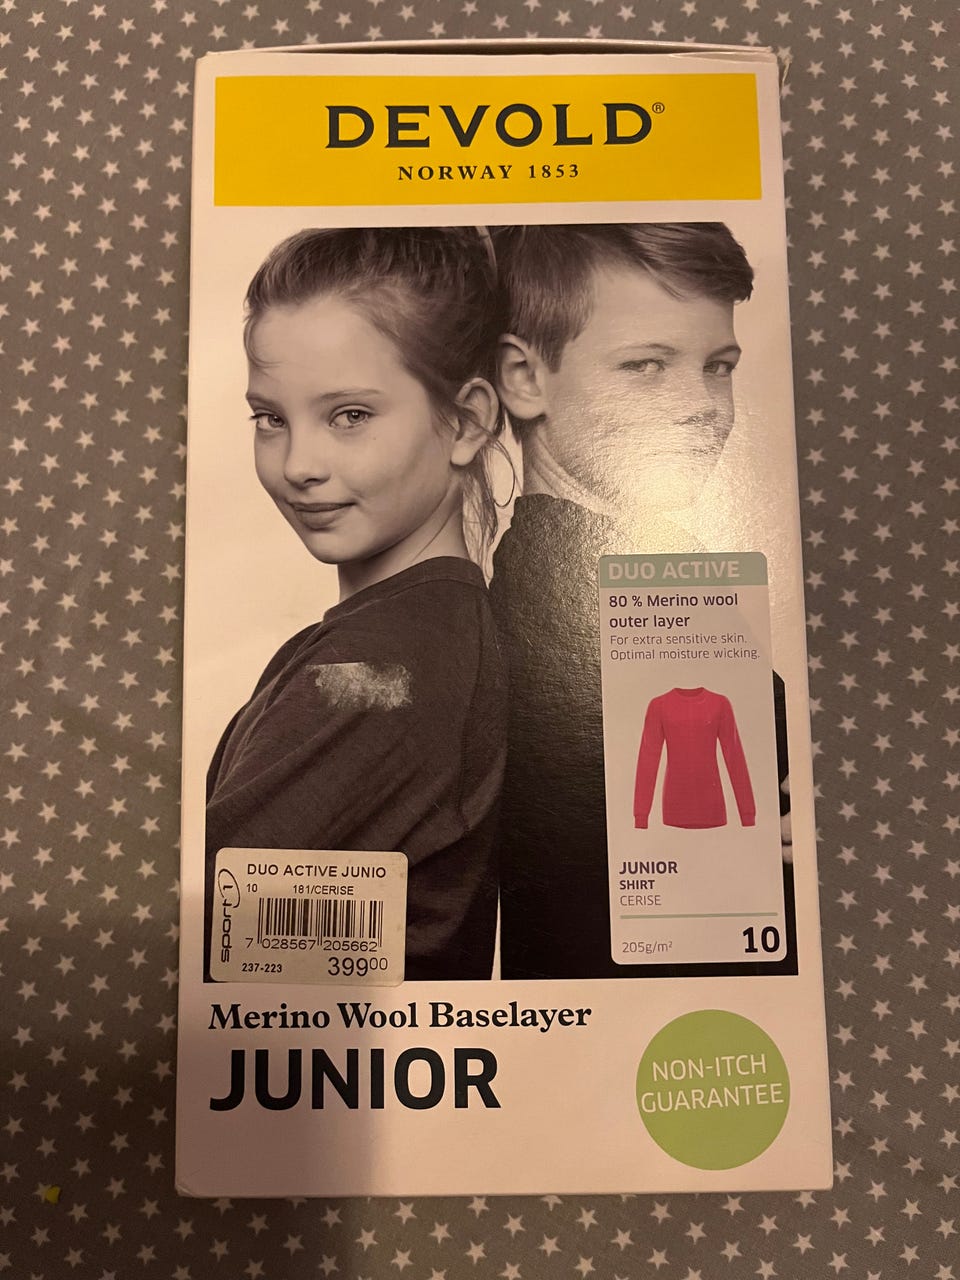 DEVOLD®
NORWAY 1853
DUO ACTIVE
80 % Merino wool
outer layer
For extra sensitive skin.
Optimal moisture wicking.
JUNIOR
SHIRT
CERISE
205g/m²
10
sport 1
DUO ACTIVE JUNIO
10 181/CERISE
7 028567 205662
237-223 39900
Merino Wool Baselayer
JUNIOR
NON-ITCH
GUARANTEE